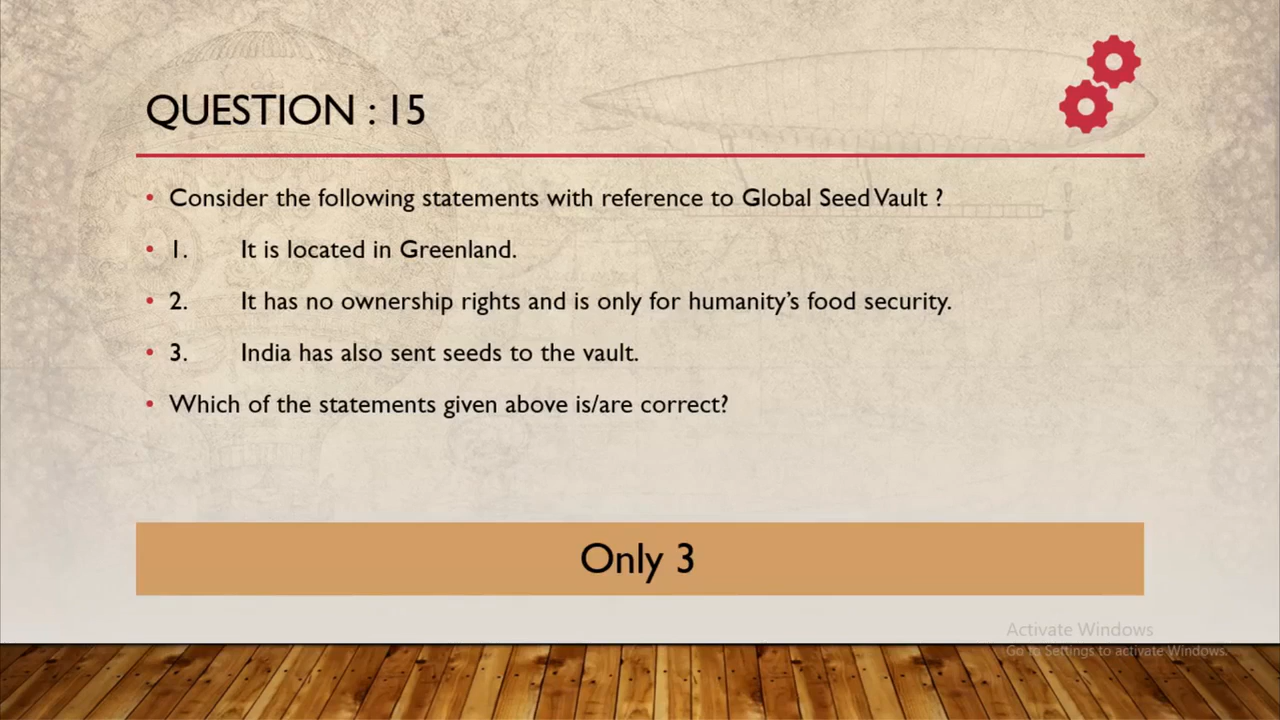 QUESTION : 15
• Consider the following statements with reference to Global Seed Vault ?
• 1. It is located in Greenland.
• 2. It has no ownership rights and is only for humanity's food security.
• 3. India has also sent seeds to the vault.
• Which of the statements given above is/are correct?
Only 3
Activate Windows
Go to Settings to activate Windows.